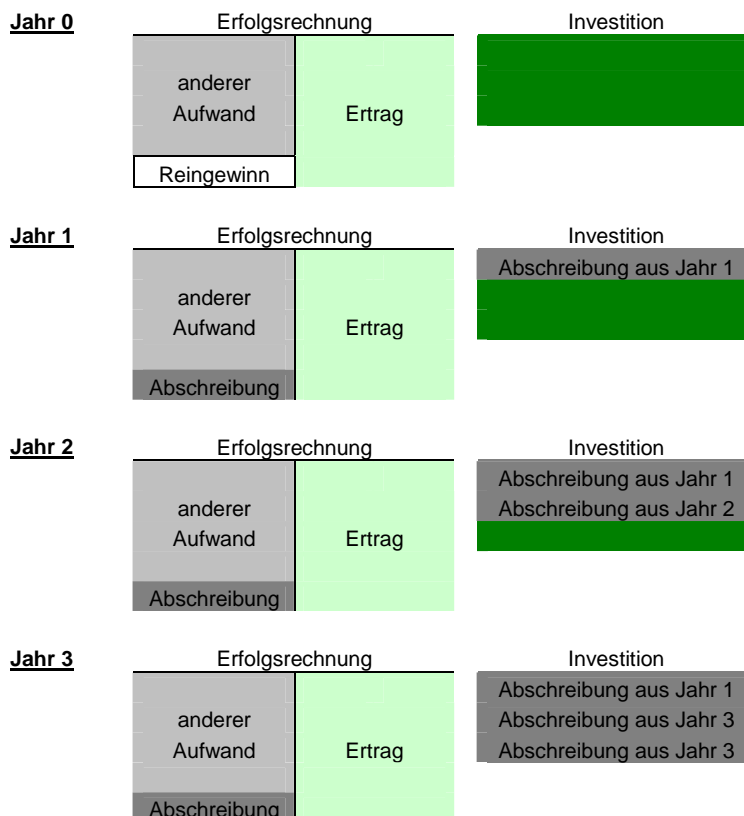 Jahr 0 Erfolgsrechnung Investition
anderer
Aufwand Ertrag
Reingewinn
Jahr 1 Erfolgsrechnung Investition
Abschreibung aus Jahr 1
anderer
Aufwand Ertrag
Abschreibung
Jahr 2 Erfolgsrechnung Investition
Abschreibung aus Jahr 1
anderer Abschreibung aus Jahr 2
Aufwand Ertrag
Abschreibung
Jahr 3 Erfolgsrechnung Investition
Abschreibung aus Jahr 1
anderer Abschreibung aus Jahr 3
Aufwand Ertrag Abschreibung aus Jahr 3
Abschreibung